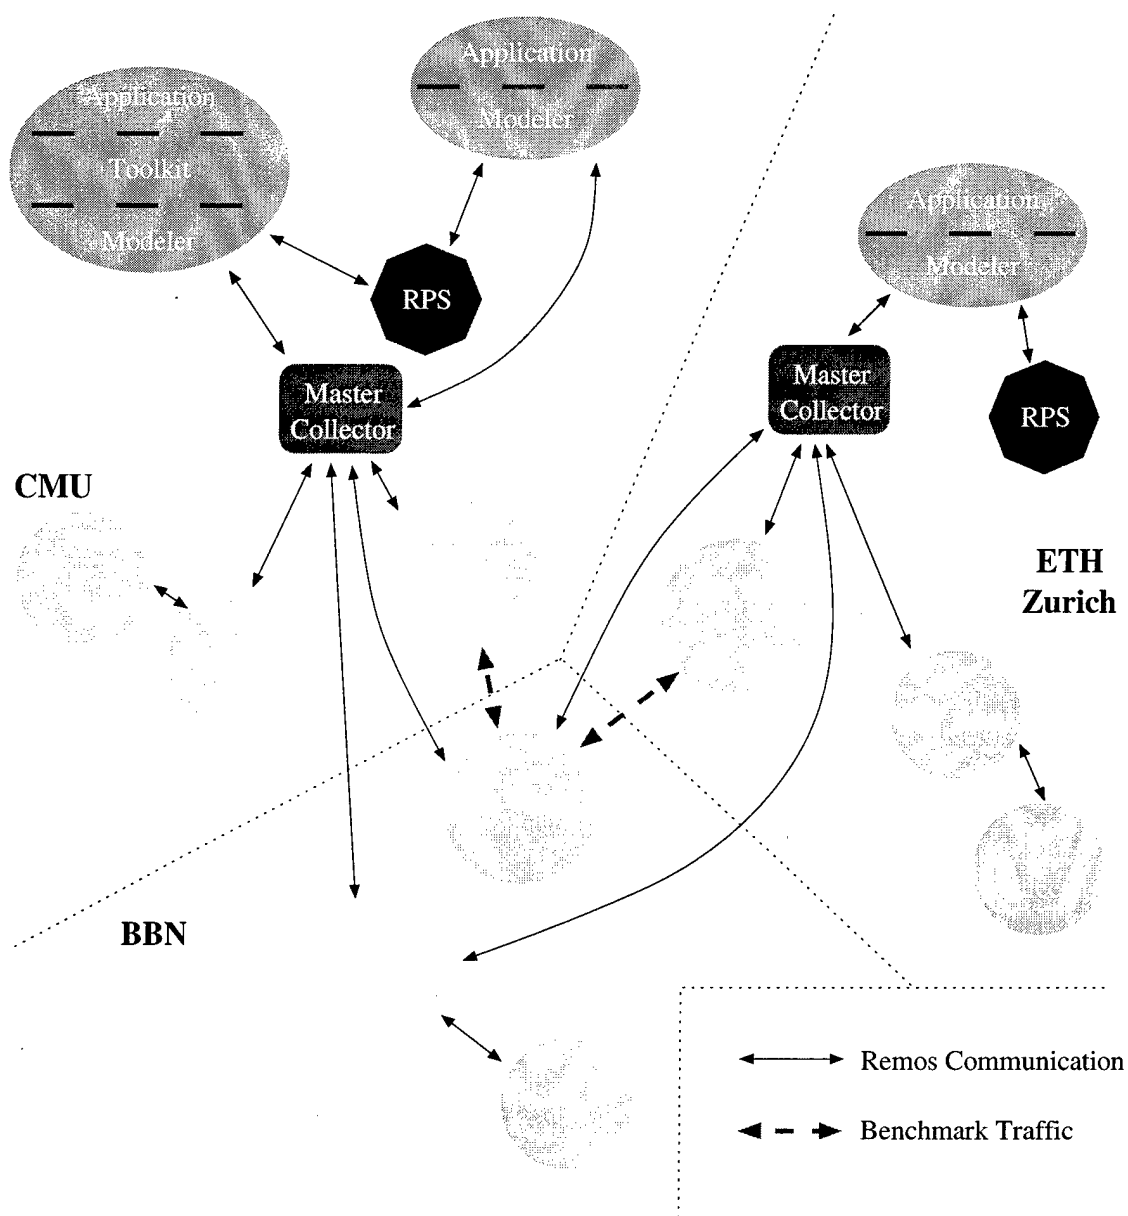 Application
Modeler
Application
Toolkit
Modeler
Application
Modeler
RPS
Master
Collector
Master
Collector
RPS
CMU
ETH
Zurich
BBN
Remos Communication
Benchmark Traffic